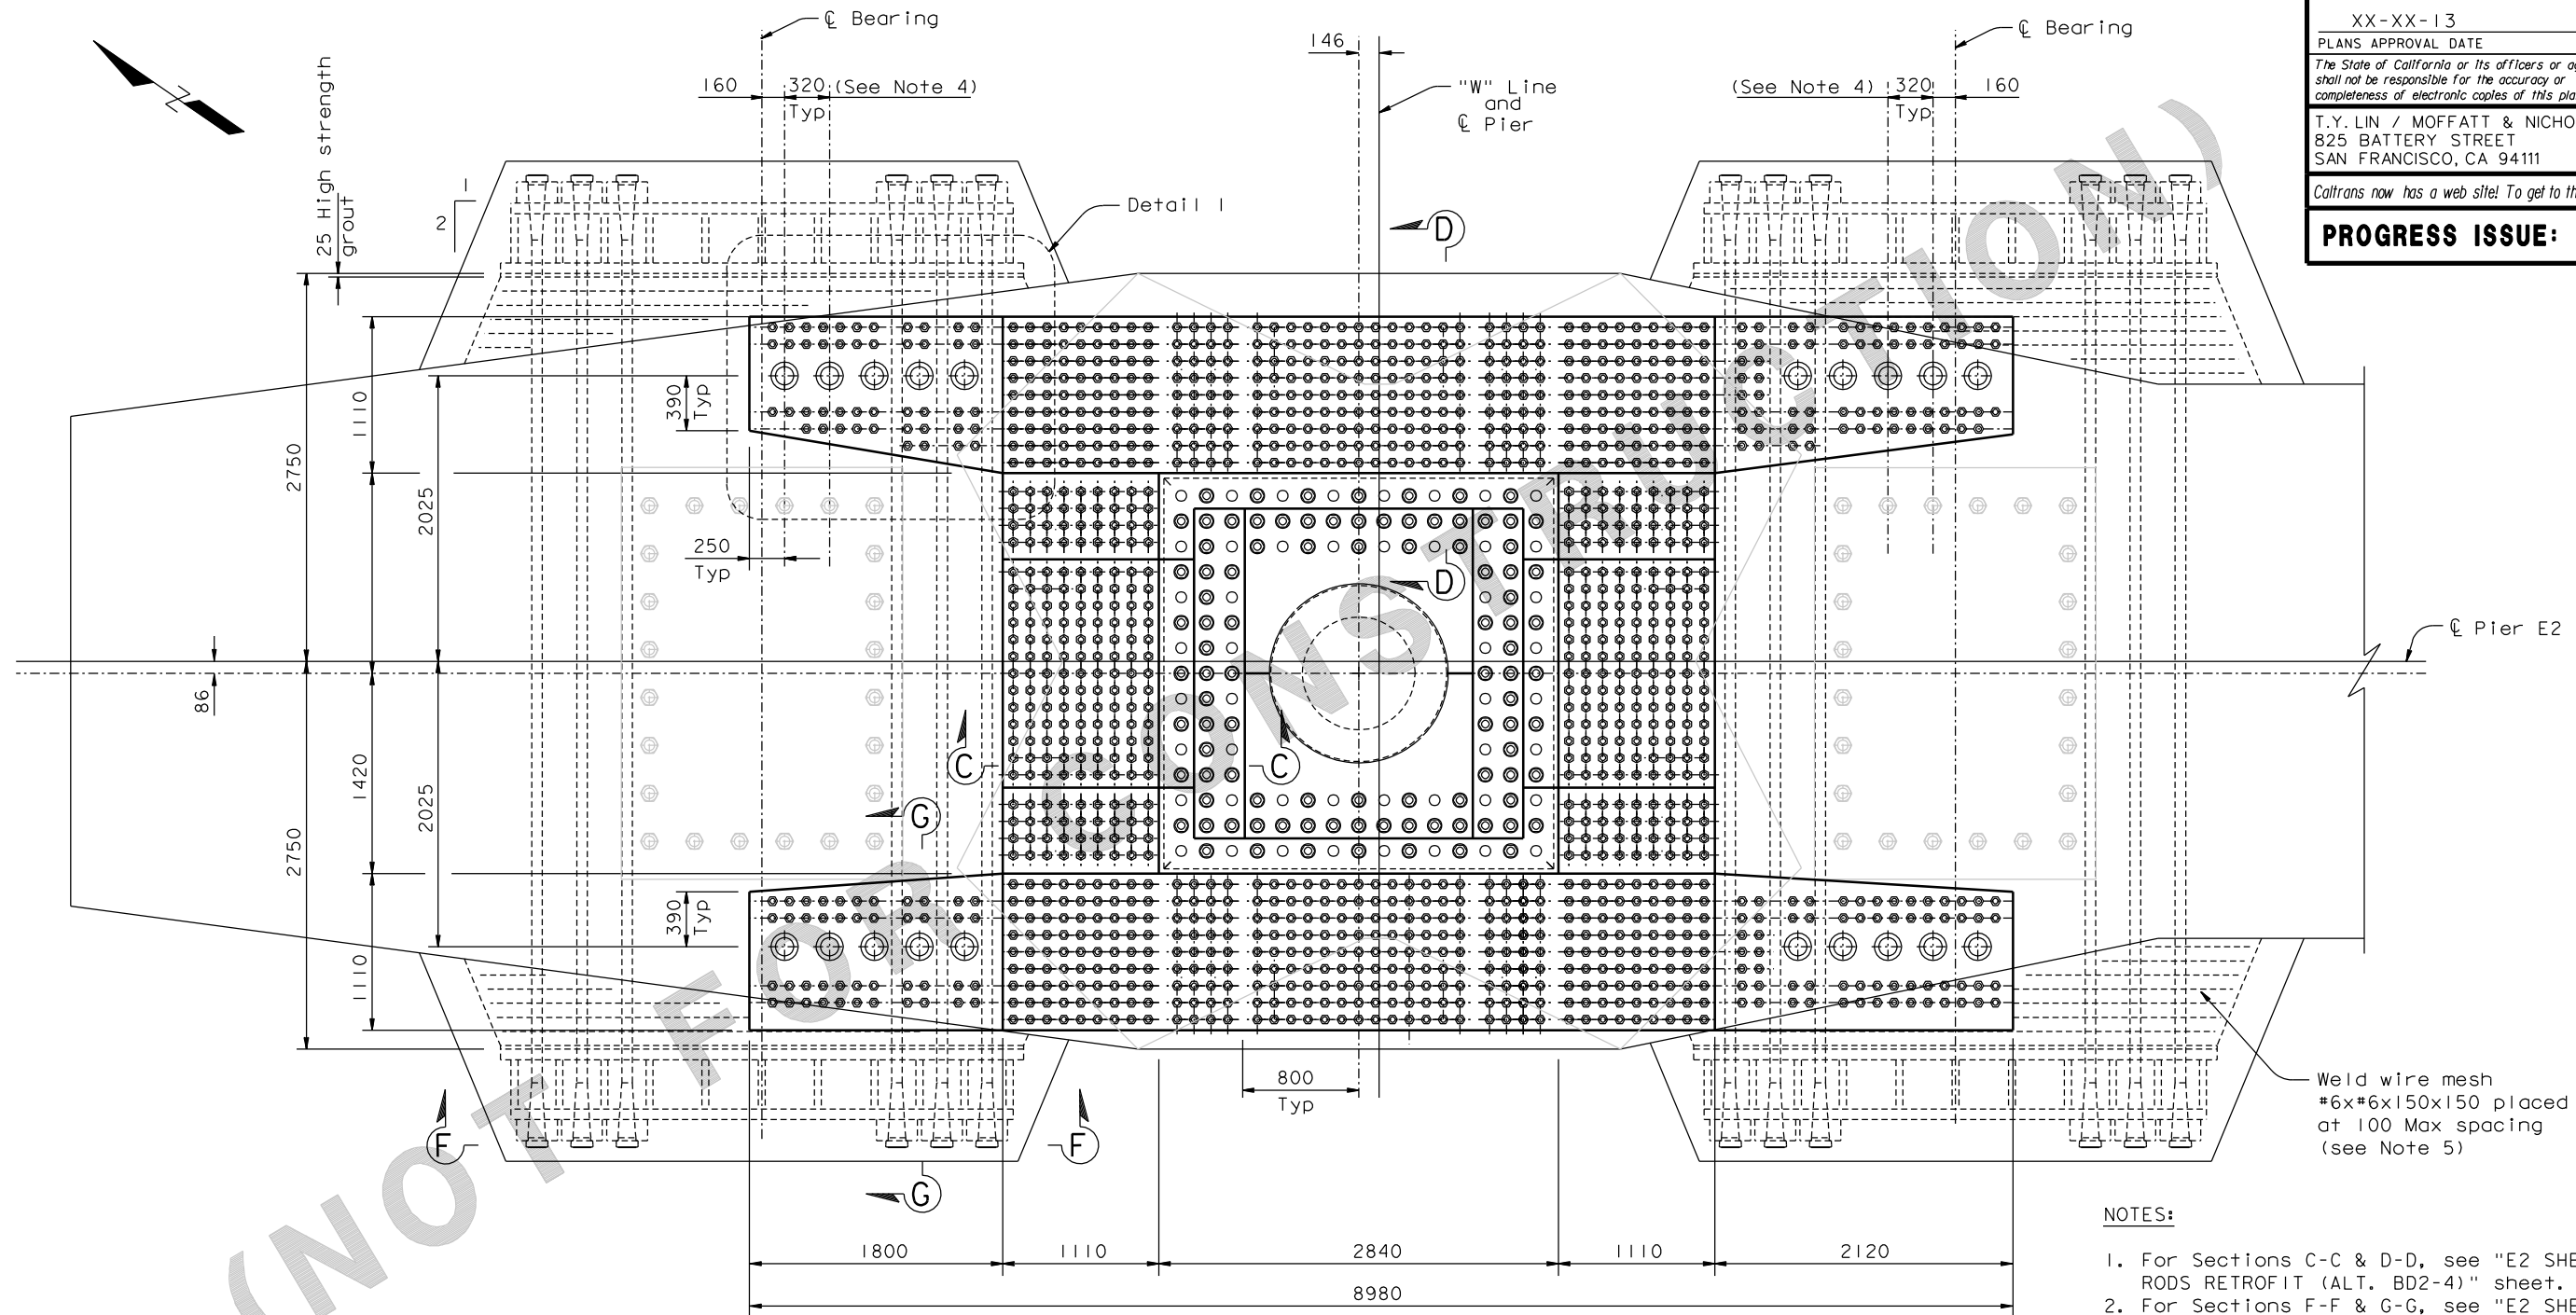 ℄ Bearing
146
℄ Bearing
160
320
(See Note 4)
Typ
"W" Line
and
℄ Pier
(See Note 4)
320
160
Typ
XX-XX-13
PLANS APPROVAL DATE
The State of California or its officers or ag
shall not be responsible for the accuracy or
completeness of electronic copies of this pla
T.Y. LIN / MOFFATT & NICHO
825 BATTERY STREET
SAN FRANCISCO, CA 94111
Caltrans now has a web site! To get to th
PROGRESS ISSUE:
25 High strength
grout
1
2
Detail 1
D
D
2750
1110
2025
390
Typ
250
Typ
℄ Pier E2
86
C
C
G
1420
2025
2750
390
Typ
1110
800
Typ
F
F
G
Weld wire mesh
#6x#6x150x150 placed
at 100 Max spacing
(see Note 5)
1800
1110
2840
1110
2120
8980
NOTES:
1. For Sections C-C & D-D, see "E2 SHE
RODS RETROFIT (ALT. BD2-4)" sheet.
2. For Sections F-F & G-G, see "E2 SHE
(NOT FOR CONSTRUCTION)